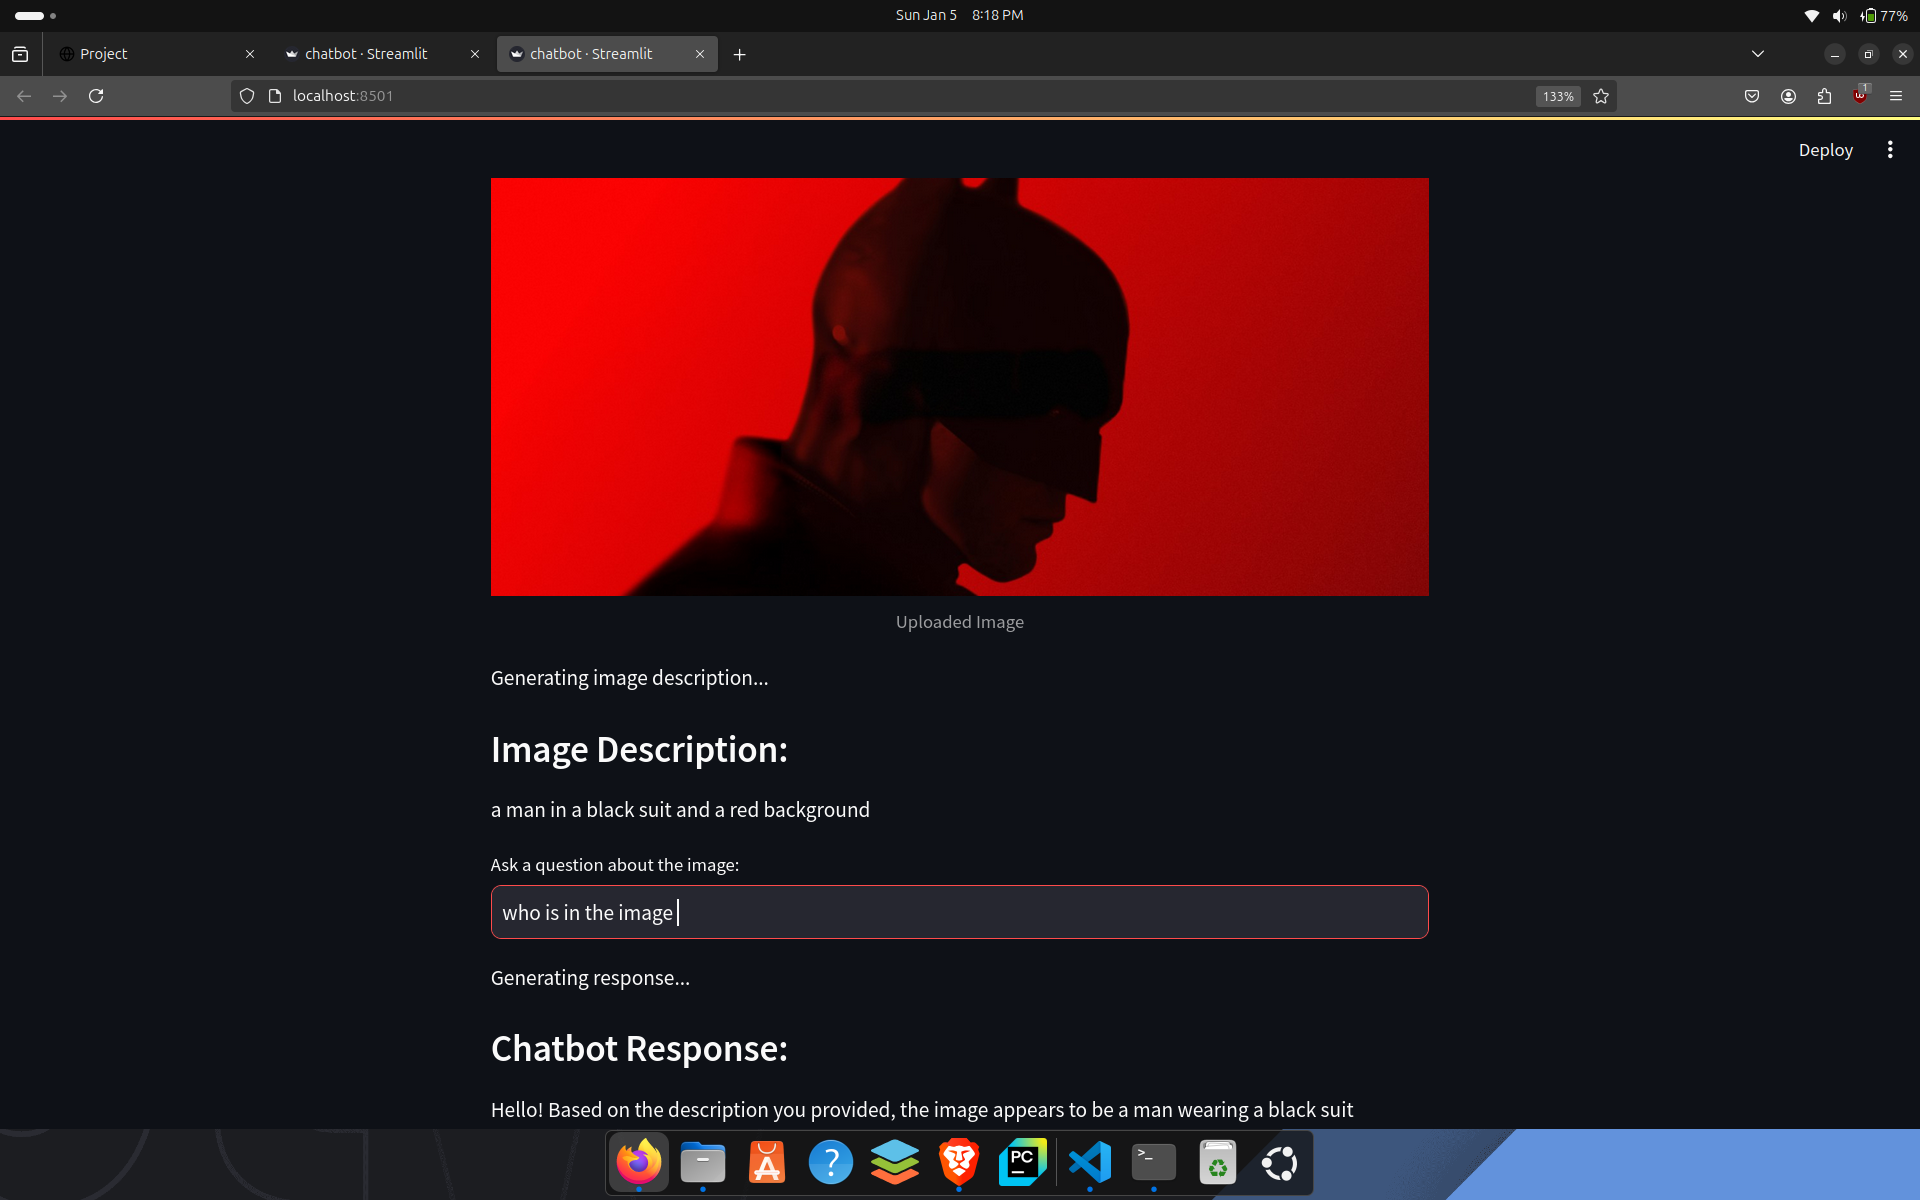 Sun Jan 5 8:18 PM
77%
Project
chatbot · Streamlit
chatbot · Streamlit
localhost:8501
133%
1
Deploy
Uploaded Image
Generating image description...
Image Description:
a man in a black suit and a red background
Ask a question about the image:
who is in the image
Generating response...
Chatbot Response:
Hello! Based on the description you provided, the image appears to be a man wearing a black suit
PC